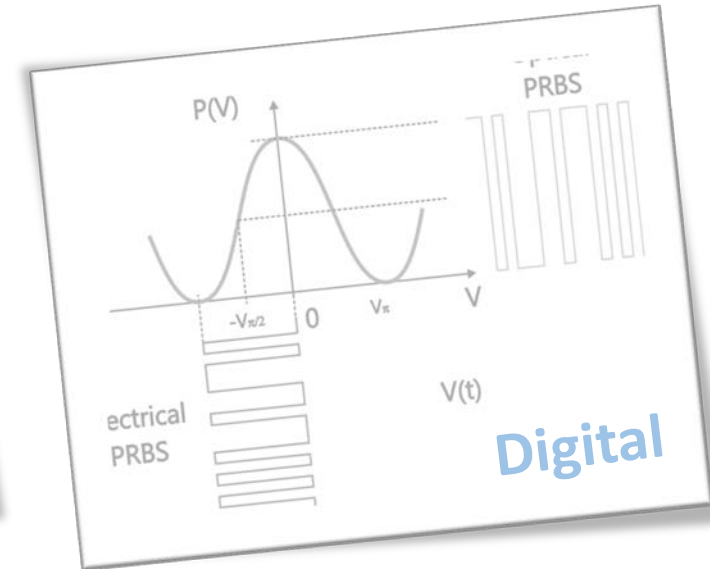 PRBS
P(V)
-Vπ/2
0
Vπ
V
V(t)
ectrical
PRBS
Digital